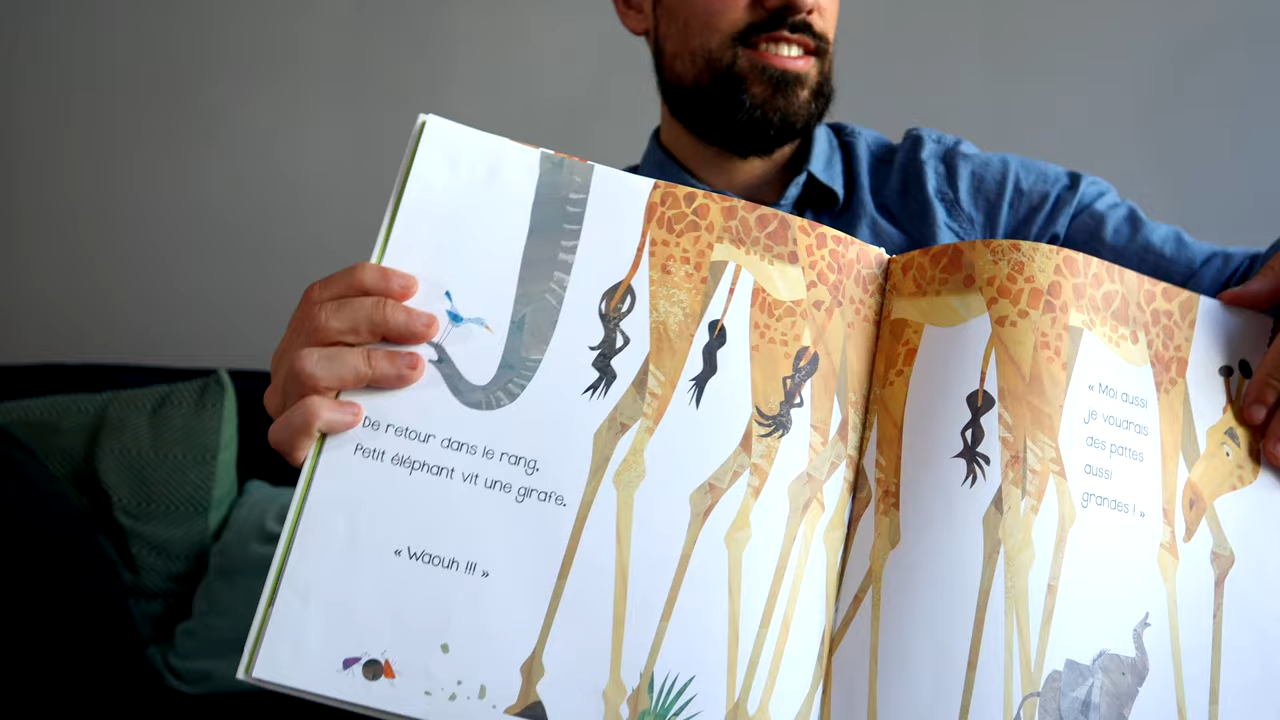 De retour dans le rang,
Petit éléphant vit une girafe.
« Waouh !!! »
« Moi aussi
je voudrais
des pattes
aussi
grandes ! »